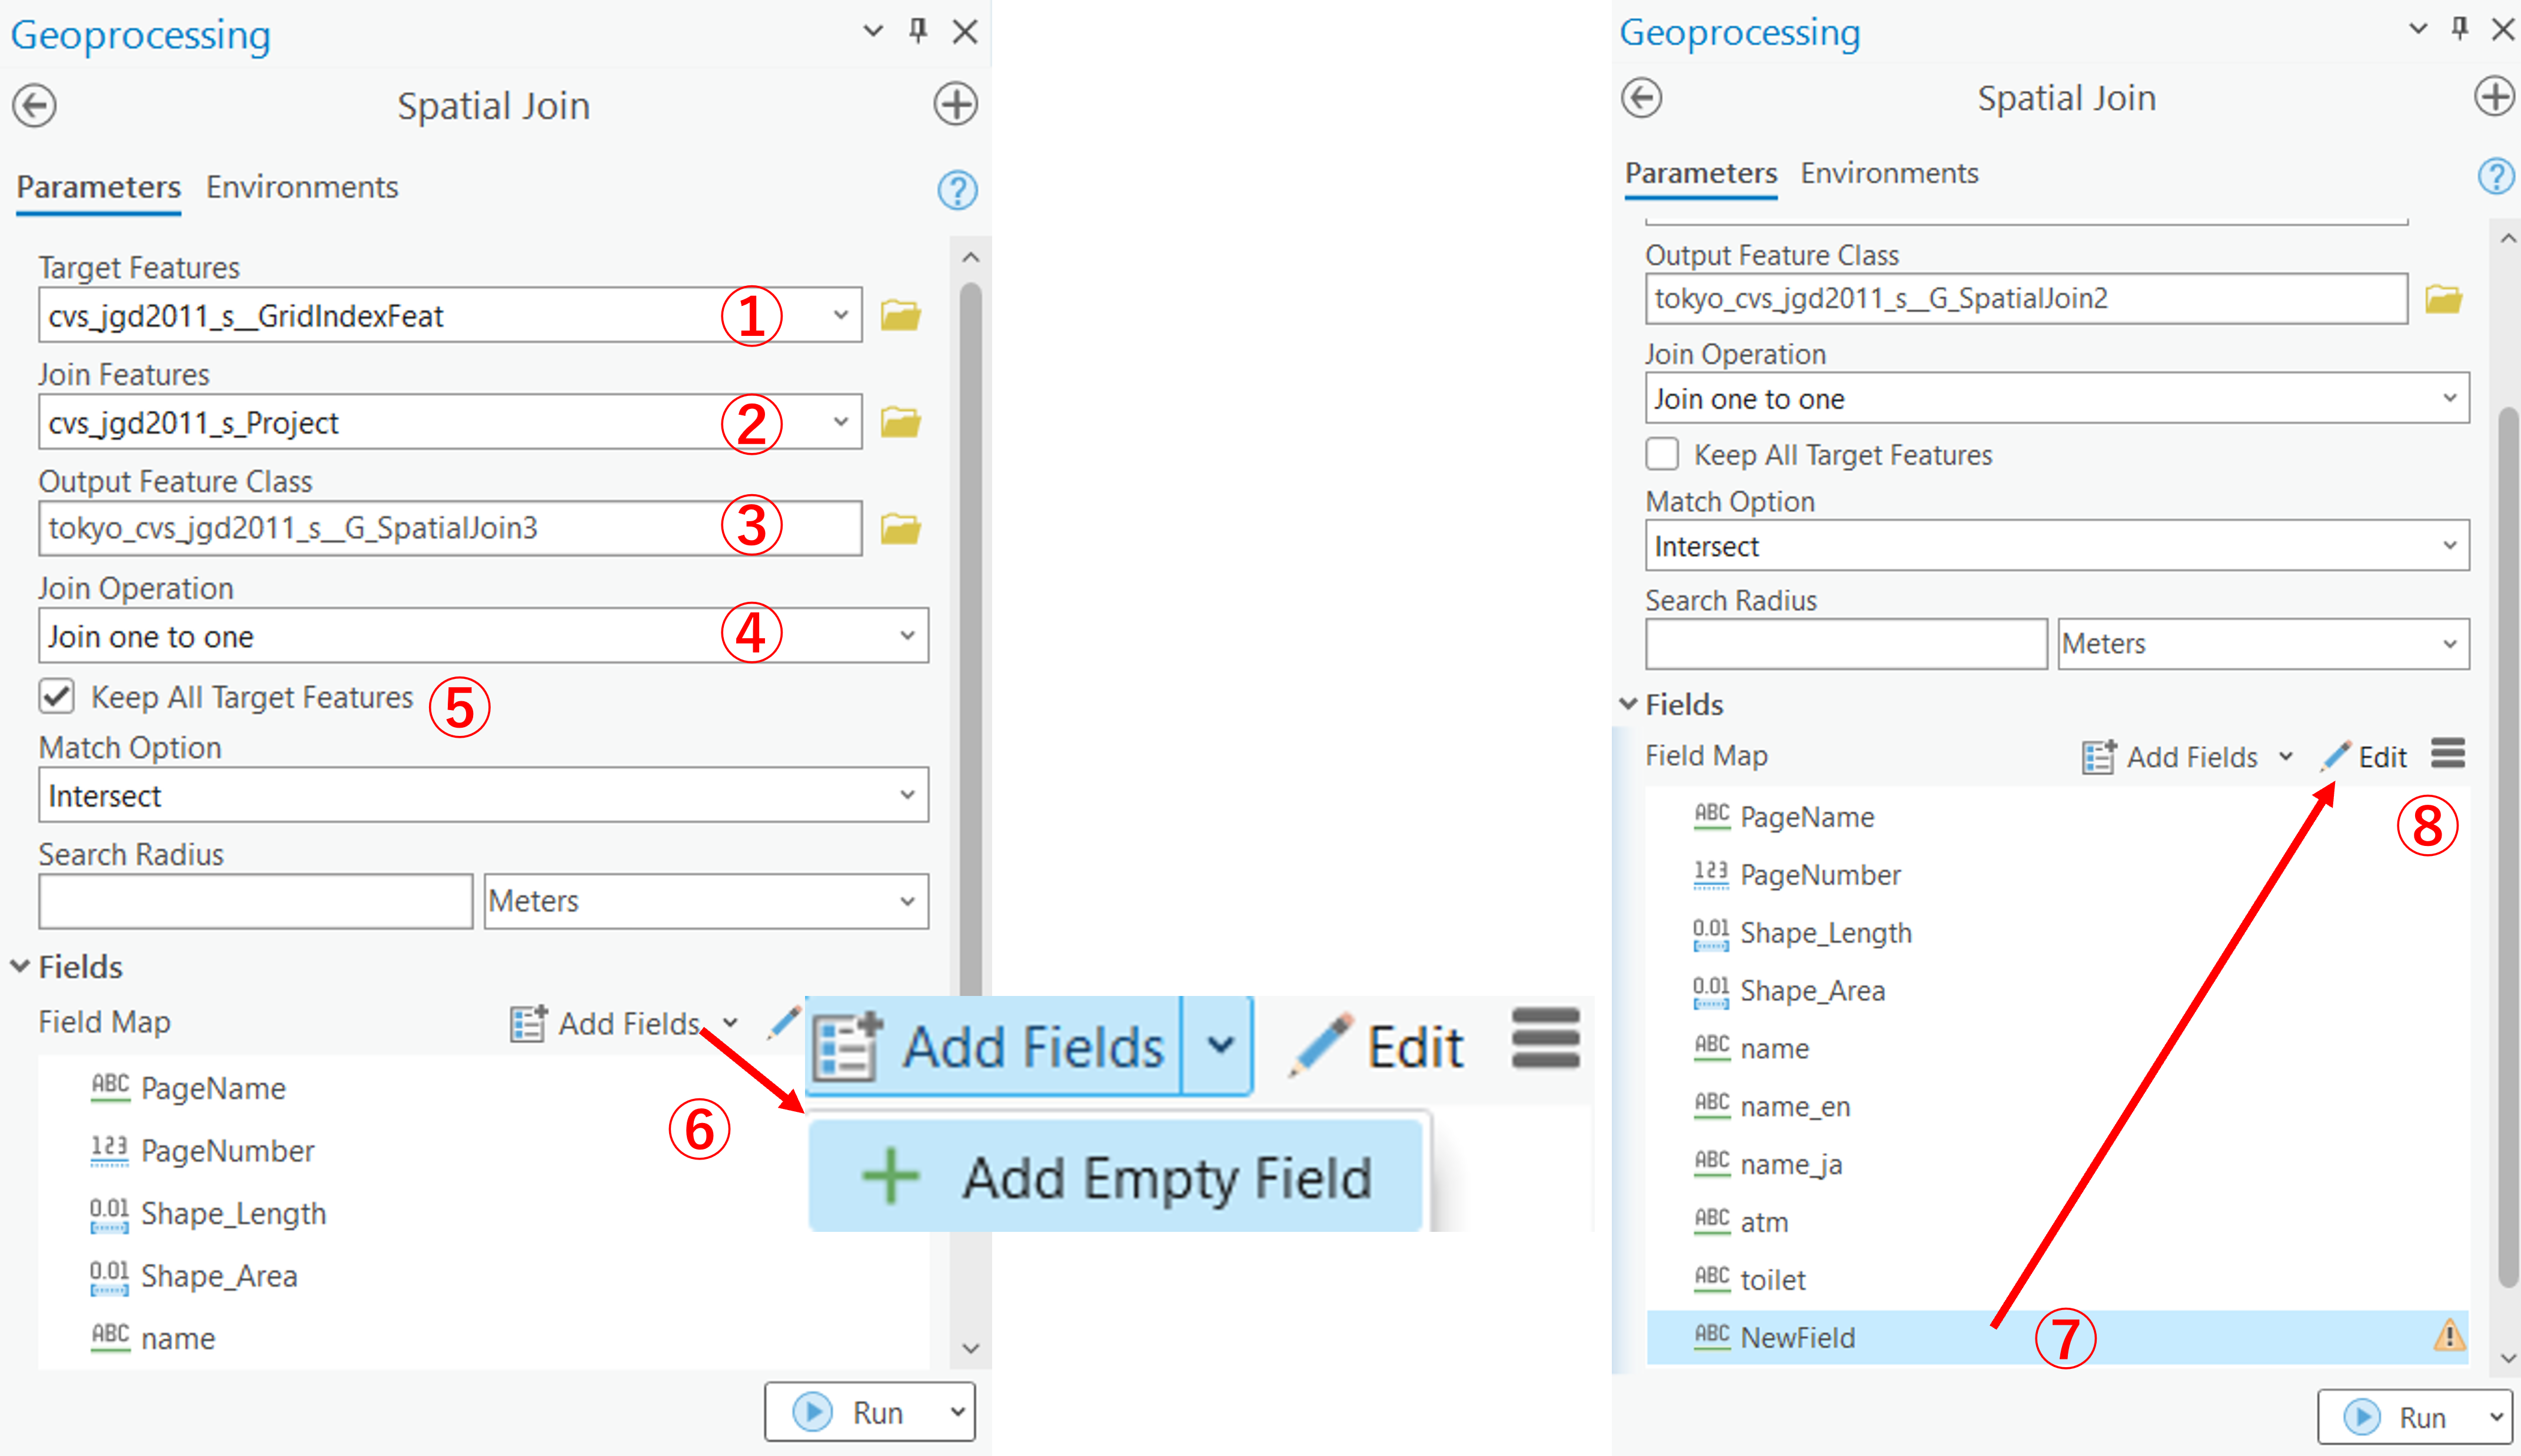 Geoprocessing
Spatial Join
Parameters Environments
?
Target Features
cvs_jgd2011_s__GridIndexFeat ①
Join Features
cvs_jgd2011_s_Project ②
Output Feature Class
tokyo_cvs_jgd2011_s__G_SpatialJoin3 ③
Join Operation
Join one to one ④
Keep All Target Features ⑤
Match Option
Intersect
Search Radius
Meters
Fields
Field Map Add Fields
ABC PageName
123 PageNumber
0.01 Shape_Length
0.01 Shape_Area
ABC name
Run
⑥
Add Fields Edit
Add Empty Field
Geoprocessing
Spatial Join
Parameters Environments
?
Output Feature Class
tokyo_cvs_jgd2011_s__G_SpatialJoin2
Join Operation
Join one to one
Keep All Target Features
Match Option
Intersect
Search Radius
Meters
Fields
Field Map Add Fields Edit
⑧
ABC PageName
123 PageNumber
0.01 Shape_Length
0.01 Shape_Area
ABC name
ABC name_en
ABC name_ja
ABC atm
ABC toilet
ABC NewField ⑦
Run